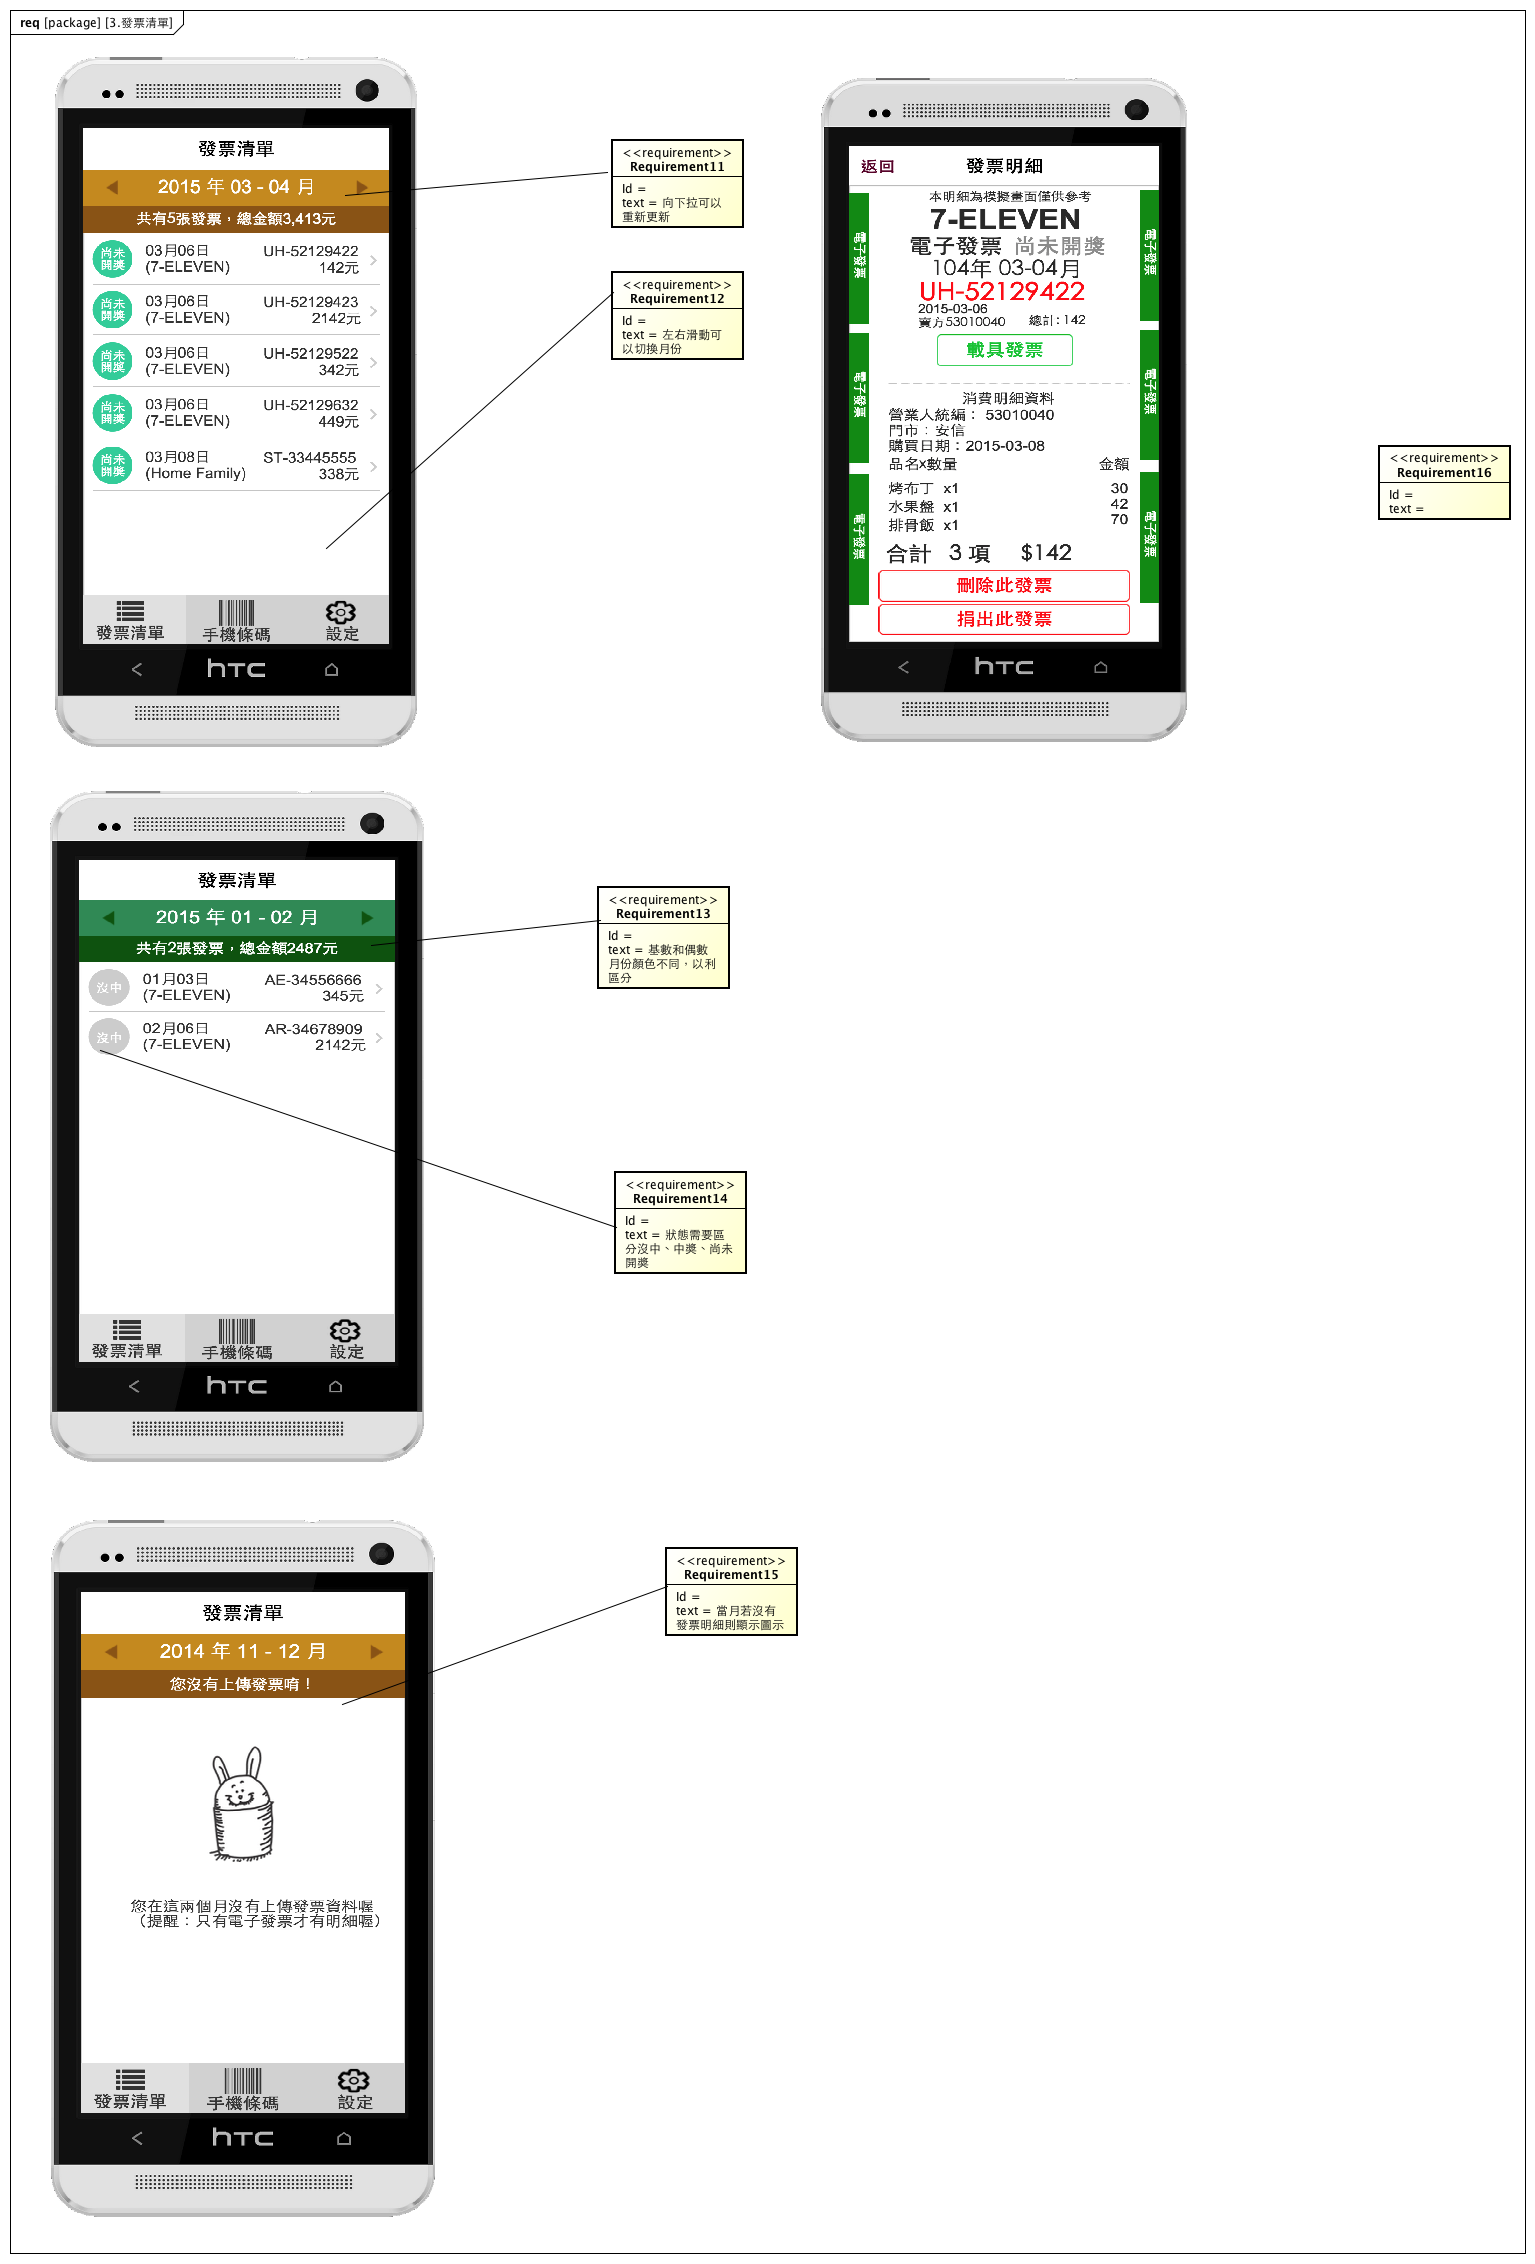 req [package] [3.發票清單]
發票清單
2015 年 03 - 04 月
共有5張發票，總金額3,413元
尚未
開獎
03月06日
(7-ELEVEN)
UH-52129422
142元
尚未
開獎
03月06日
(7-ELEVEN)
UH-52129423
2142元
尚未
開獎
03月06日
(7-ELEVEN)
UH-52129522
342元
尚未
開獎
03月06日
(7-ELEVEN)
UH-52129632
449元
尚未
開獎
03月08日
(Home Family)
ST-33445555
338元
發票清單
手機條碼
設定
hTC
<<requirement>>
Requirement11
Id =
text = 向下拉可以
重新更新
<<requirement>>
Requirement12
Id =
text = 左右滑動可
以切換月份
返回
發票明細
本明細為模擬畫面僅供參考
7-ELEVEN
電子發票 尚未開獎
104年 03-04月
UH-52129422
2015-03-06
賣方53010040 總計：142
載具發票
消費明細資料
營業人統編： 53010040
門市：安信
購買日期：2015-03-08
品名x數量 金額
烤布丁 x1 30
水果盤 x1 42
排骨飯 x1 70
合計 3 項 $142
刪除此發票
捐出此發票
電子發票
電子發票
電子發票
電子發票
電子發票
電子發票
hTC
<<requirement>>
Requirement16
Id =
text =
發票清單
2015 年 01 - 02 月
共有2張發票，總金額2487元
沒中
01月03日
(7-ELEVEN)
AE-34556666
345元
沒中
02月06日
(7-ELEVEN)
AR-34678909
2142元
發票清單
手機條碼
設定
hTC
<<requirement>>
Requirement13
Id =
text = 基數和偶數
月份顏色不同，以利
區分
<<requirement>>
Requirement14
Id =
text = 狀態需要區
分沒中、中獎、尚未
開獎
發票清單
2014 年 11 - 12 月
您沒有上傳發票唷！
您在這兩個月沒有上傳發票資料喔
（提醒：只有電子發票才有明細喔）
發票清單
手機條碼
設定
hTC
<<requirement>>
Requirement15
Id =
text = 當月若沒有
發票明細則顯示圖示